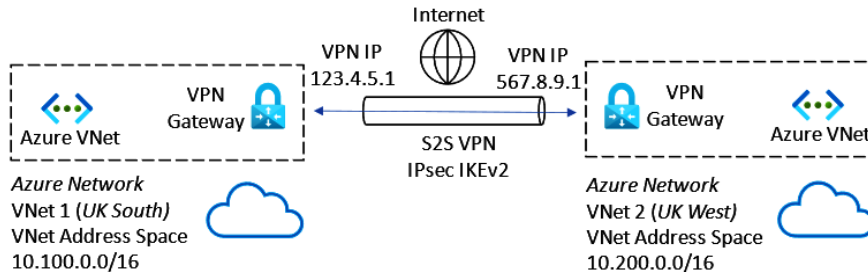 Internet
VPN IP
123.4.5.1
VPN IP
567.8.9.1
Azure VNet
VPN
Gateway
S2S VPN
IPsec IKEv2
VPN
Gateway
Azure VNet
Azure Network
VNet 1 (UK South)
VNet Address Space
10.100.0.0/16
Azure Network
VNet 2 (UK West)
VNet Address Space
10.200.0.0/16